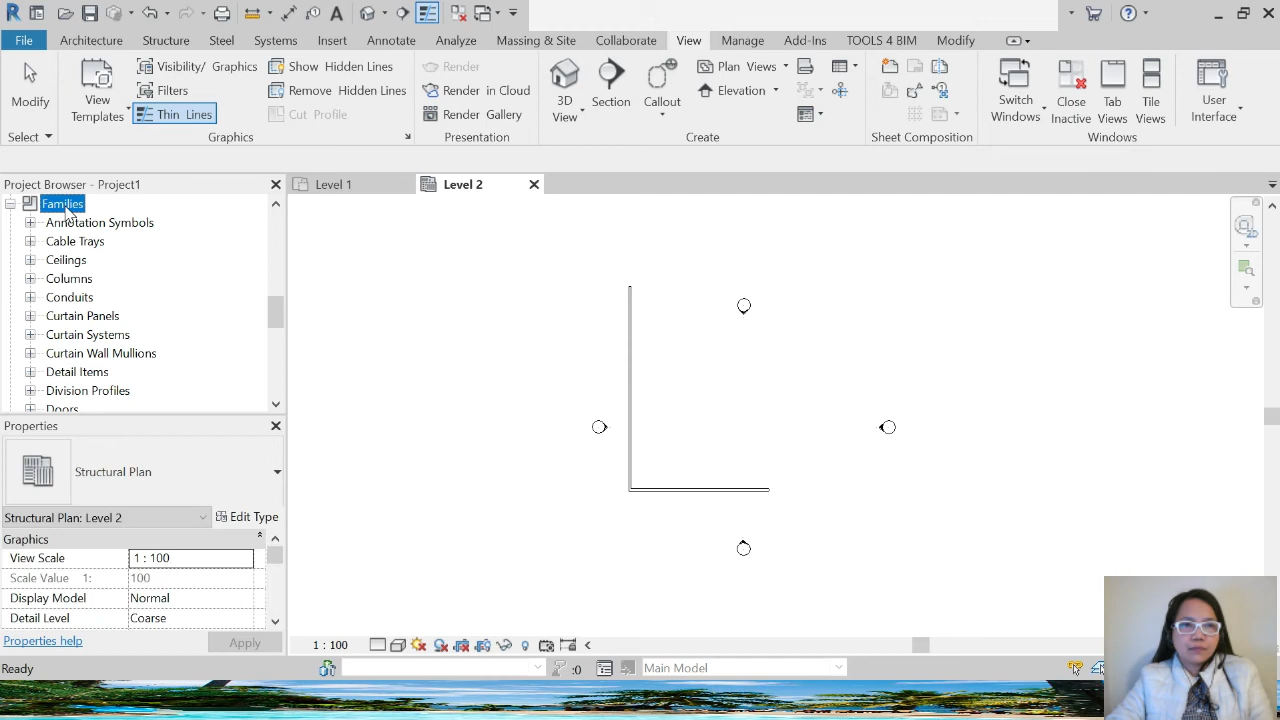 File Architecture Structure Steel Systems Insert Annotate Analyze Massing & Site Collaborate View Manage Add-Ins TOOLS 4 BIM Modify
Modify
Select
View Templates
Visibility/ Graphics
Filters
Thin Lines
Show Hidden Lines
Remove Hidden Lines
Cut Profile
Graphics
Render
Render in Cloud
Render Gallery
Presentation
3D View
Section
Callout
Plan Views
Elevation
Create
Sheet Composition
Switch Windows
Close Inactive
Tab Views
Tile Views
Windows
User Interface
Project Browser - Project1
Level 1
Level 2
Families
Annotation Symbols
Cable Trays
Ceilings
Columns
Conduits
Curtain Panels
Curtain Systems
Curtain Wall Mullions
Detail Items
Division Profiles
Doors
Properties
Structural Plan
Structural Plan: Level 2
Edit Type
Graphics
View Scale 1 : 100
Scale Value 1: 100
Display Model Normal
Detail Level Coarse
Properties help
Apply
1 : 100
Ready
:0
Main Model